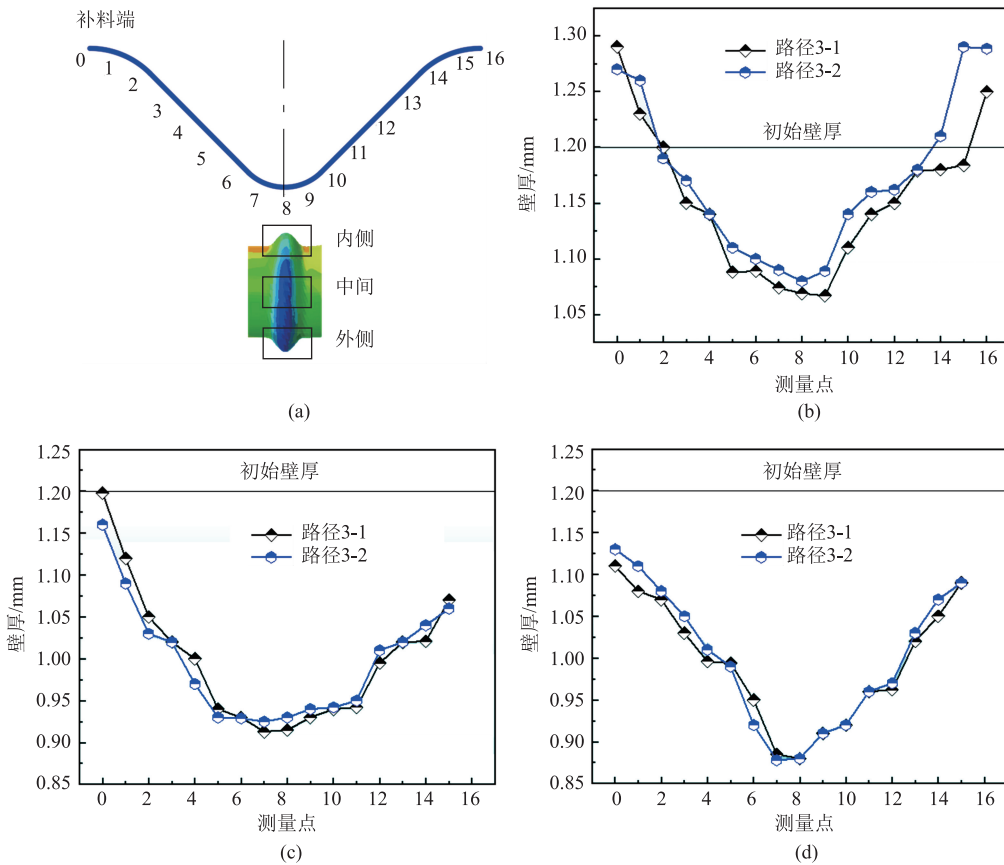 补料端
0
1
2
3
4
5
6
7
8
9
10
11
12
13
14
15
16
内侧
中间
外侧
(a)
壁厚/mm
1.30
1.25
1.20
1.15
1.10
1.05
路径3-1
路径3-2
初始壁厚
0 2 4 6 8 10 12 14 16
测量点
(b)
壁厚/mm
1.25
1.20
1.15
1.10
1.05
1.00
0.95
0.90
0.85
初始壁厚
路径3-1
路径3-2
0 2 4 6 8 10 12 14 16
测量点
(c)
壁厚/mm
1.25
1.20
1.15
1.10
1.05
1.00
0.95
0.90
0.85
初始壁厚
路径3-1
路径3-2
0 2 4 6 8 10 12 14 16
测量点
(d)